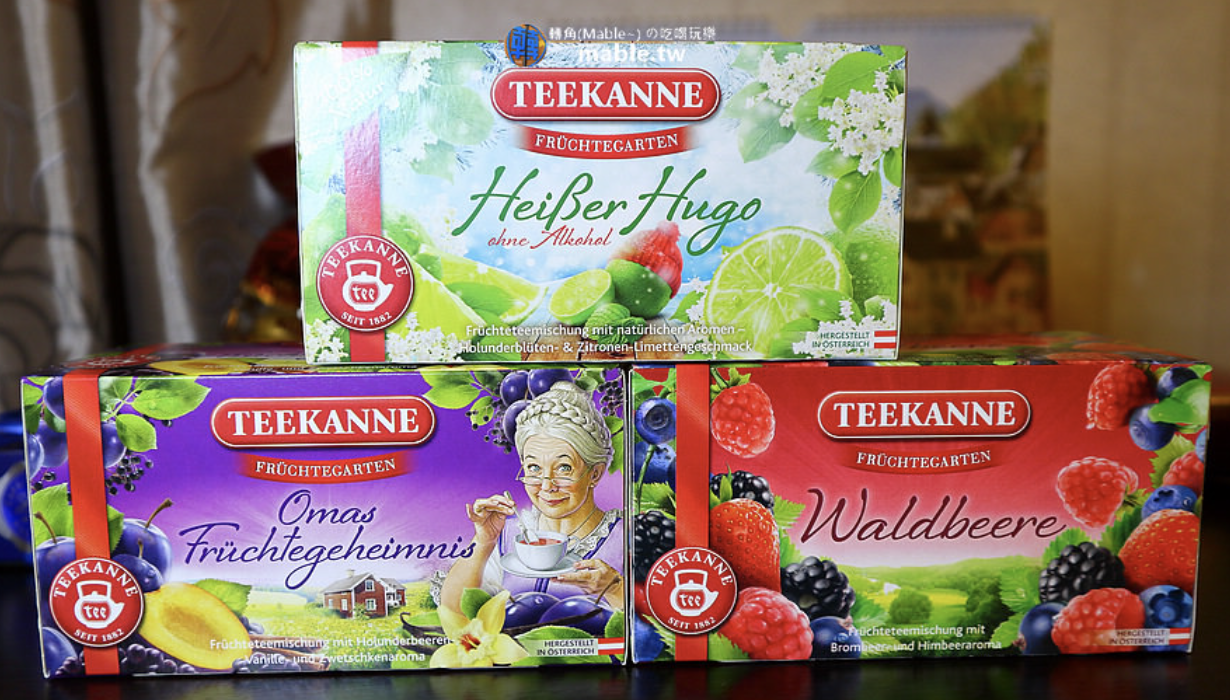 轉角(Mable~) の吃喝玩樂
mable.tw
TEEKANNE
FRÜCHTEGARTEN
Heißer Hugo
ohne Alkohol
TEEKANNE
tee
SEIT 1882
Früchteteemischung mit natürlichen Aromen –
Holunderblüten- & Zitronen-Limettengeschmack
HERGESTELLT
IN ÖSTERREICH
TEEKANNE
FRÜCHTEGARTEN
Omas
Früchtegeheimnis
TEEKANNE
tee
SEIT 1882
Früchteteemischung mit Holunderbeeren
Vanille- und Zwetschkenaroma
HERGESTELLT
IN ÖSTERREICH
TEEKANNE
FRÜCHTEGARTEN
Waldbeere
TEEKANNE
tee
SEIT 1882
Früchteteemischung mit
Brombeer- und Himbeeraroma
HERGESTELLT
IN ÖSTERREICH